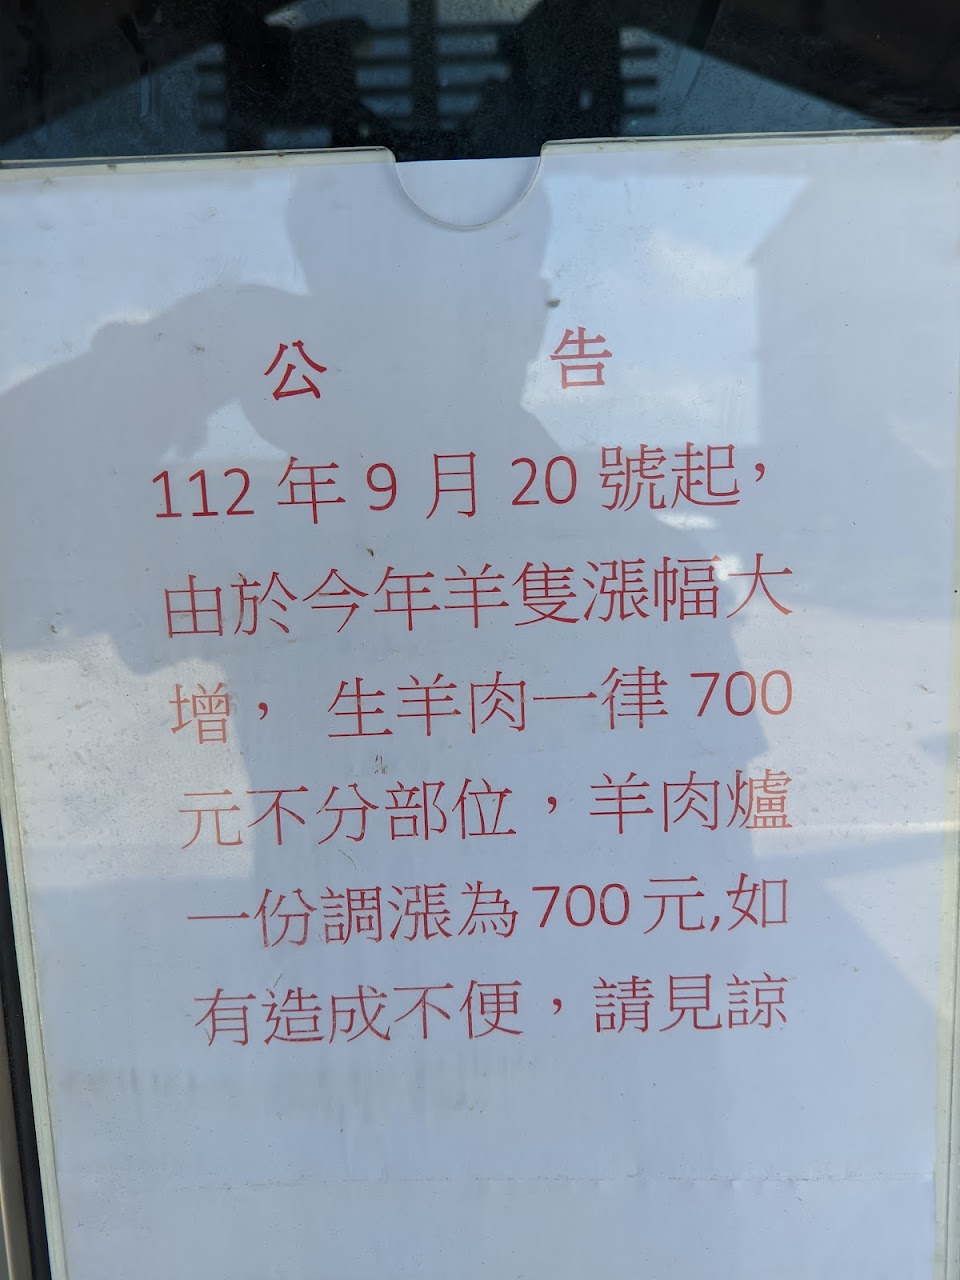 公 告
112 年 9 月 20 號起，
由於今年羊隻漲幅大
增， 生羊肉一律 700
元不分部位，羊肉爐
一份調漲為 700 元,如
有造成不便，請見諒